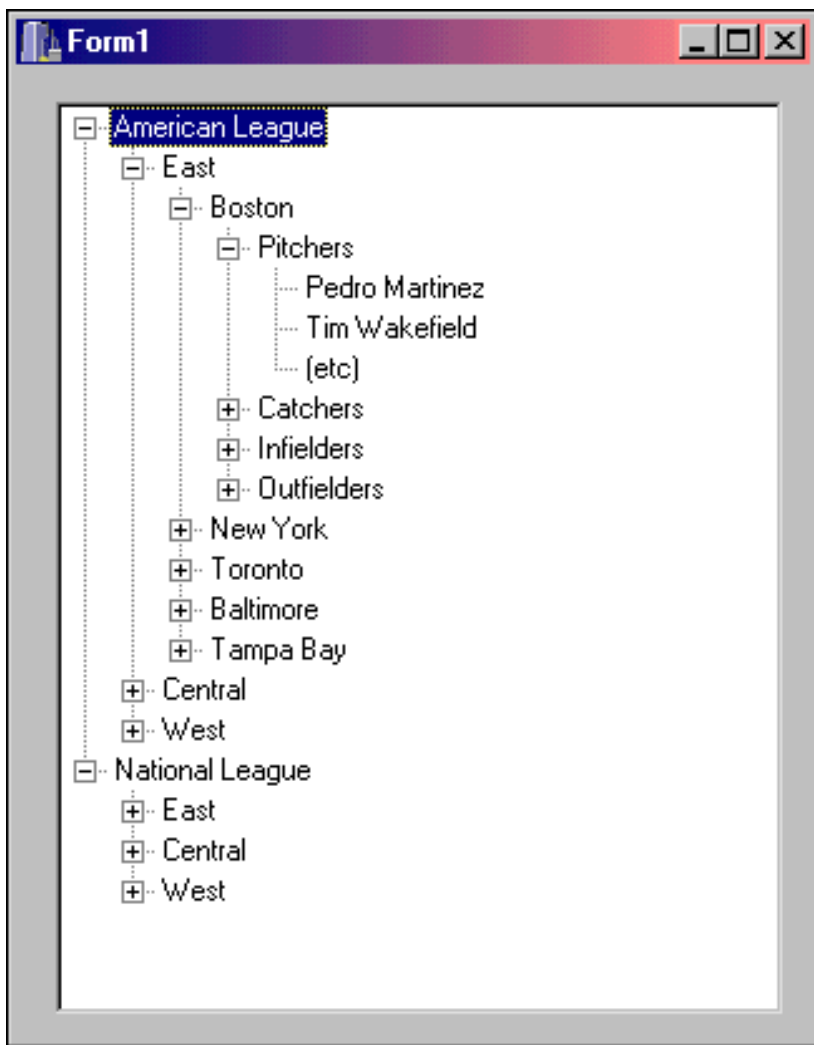 Form1
American League
East
Boston
Pitchers
Pedro Martinez
Tim Wakefield
(etc)
Catchers
Infielders
Outfielders
New York
Toronto
Baltimore
Tampa Bay
Central
West
National League
East
Central
West